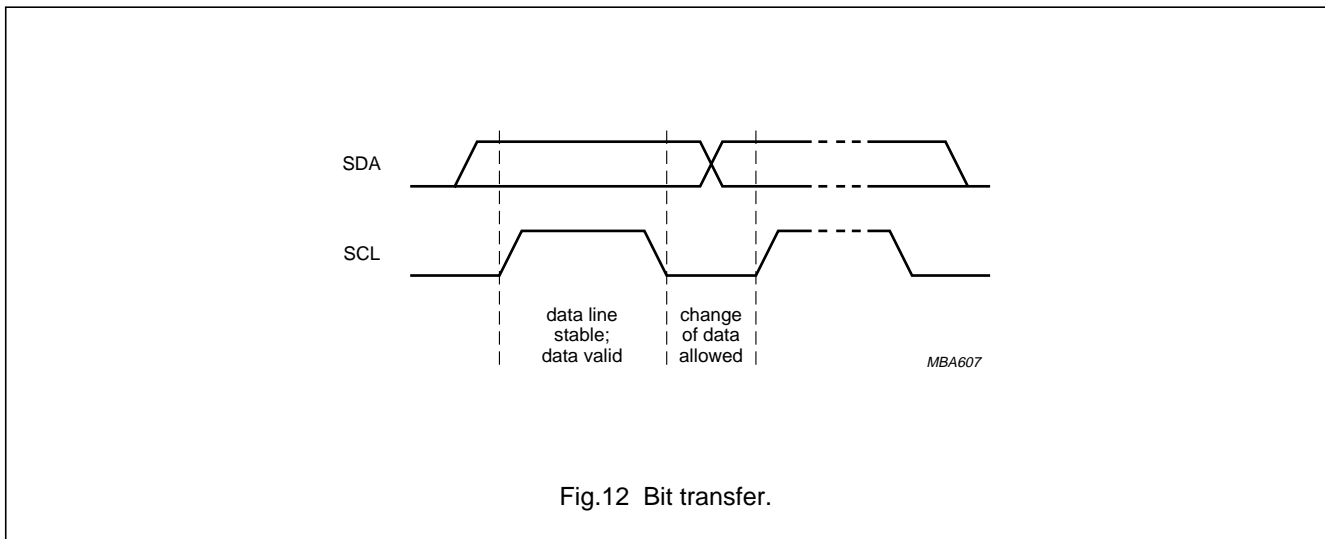 SDA
SCL
data line
stable;
data valid
change
of data
allowed
MBA607
Fig.12 Bit transfer.